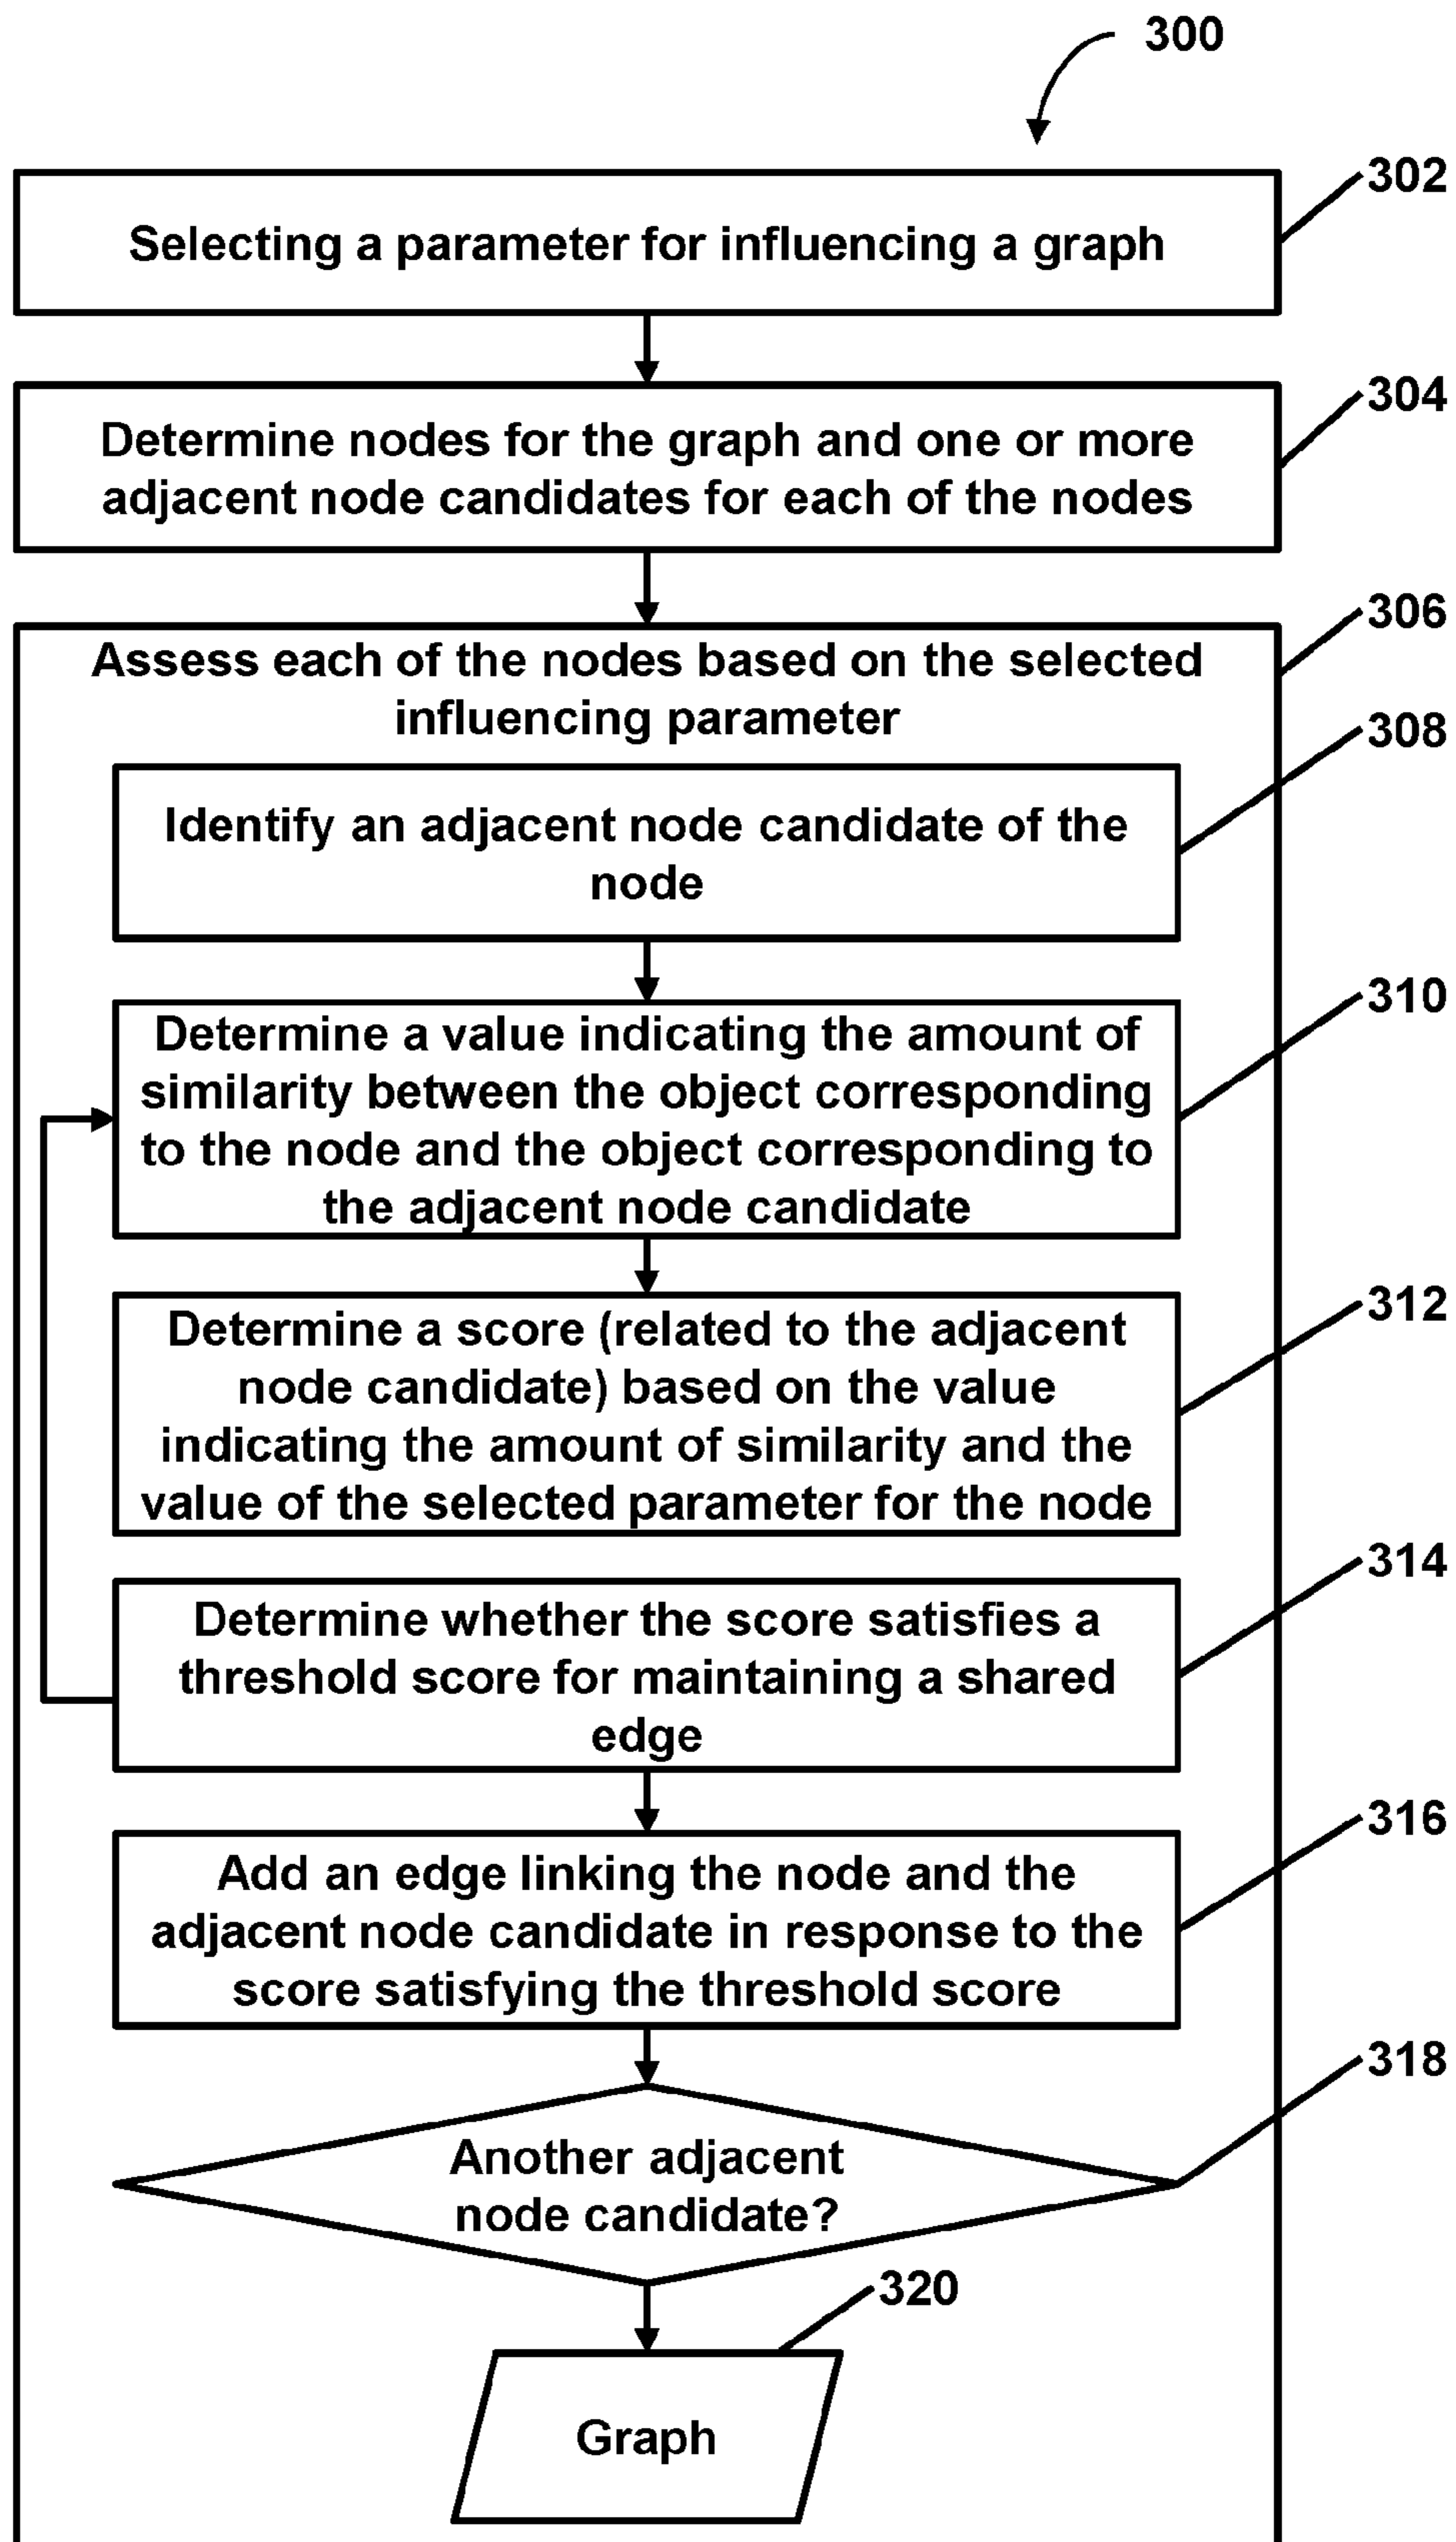 300
302
Selecting a parameter for influencing a graph
304
Determine nodes for the graph and one or more
adjacent node candidates for each of the nodes
306
Assess each of the nodes based on the selected
influencing parameter
308
Identify an adjacent node candidate of the
node
310
Determine a value indicating the amount of
similarity between the object corresponding
to the node and the object corresponding to
the adjacent node candidate
312
Determine a score (related to the adjacent
node candidate) based on the value
indicating the amount of similarity and the
value of the selected parameter for the node
314
Determine whether the score satisfies a
threshold score for maintaining a shared
edge
316
Add an edge linking the node and the
adjacent node candidate in response to the
score satisfying the threshold score
318
Another adjacent
node candidate?
320
Graph